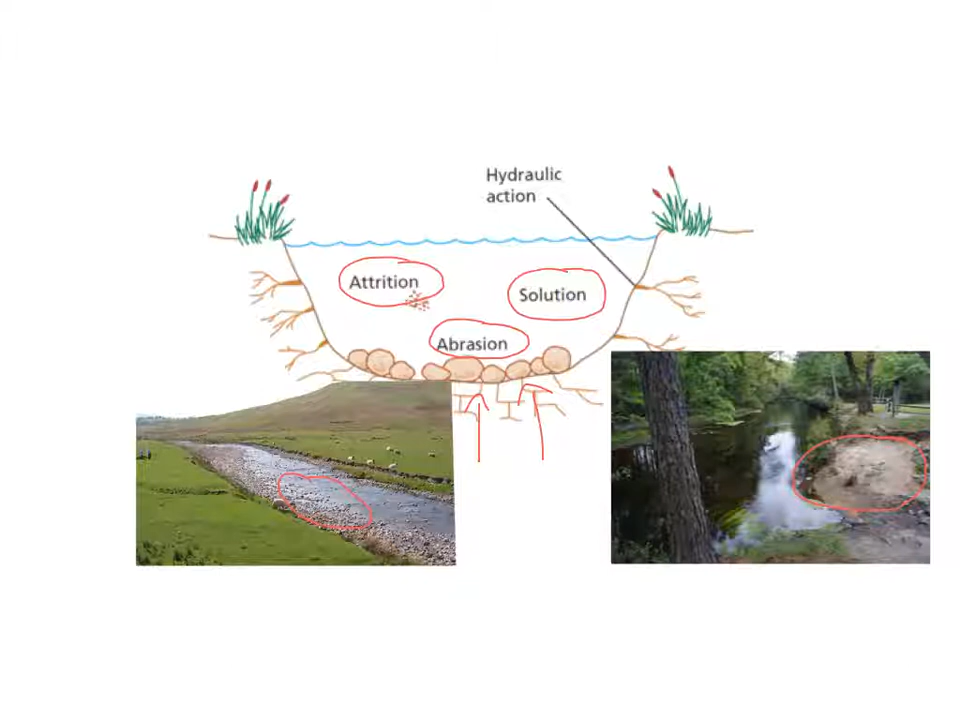 Hydraulic
action
Attrition
Solution
Abrasion